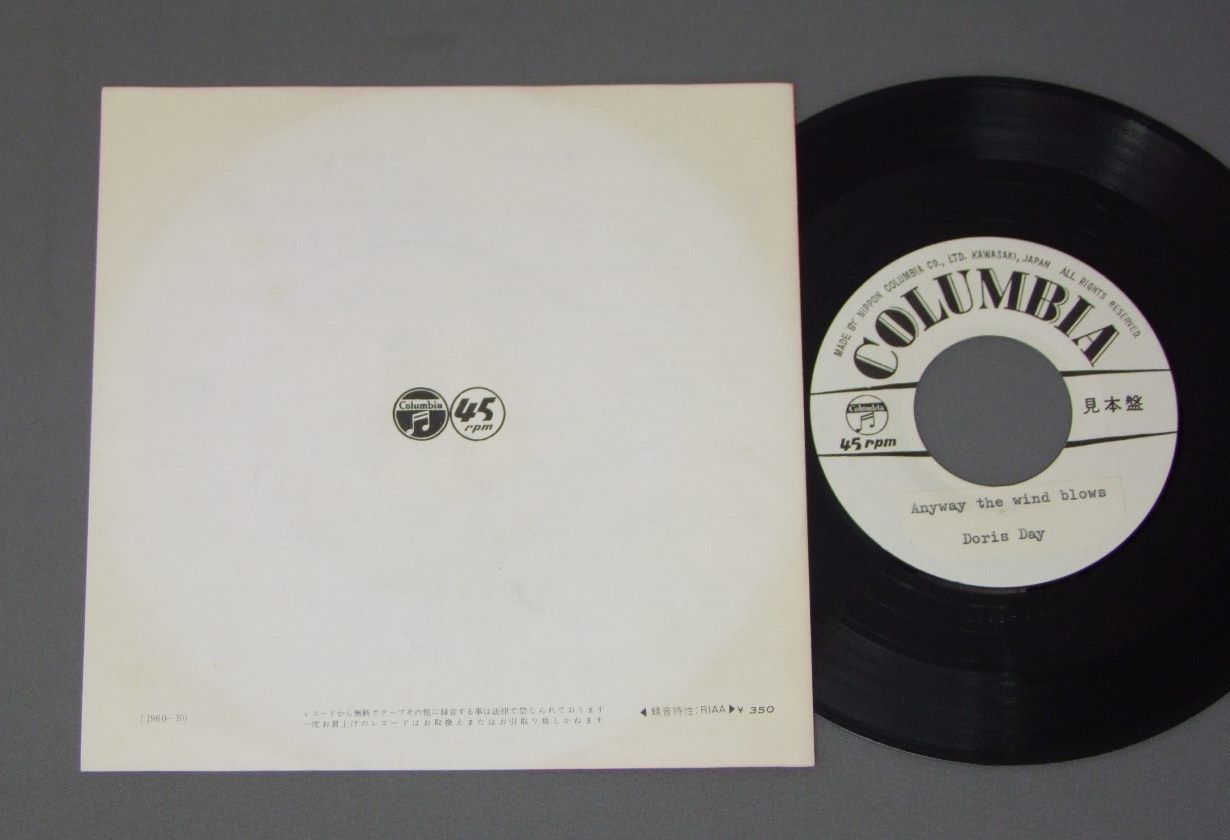 Columbia
45
rpm
(1960-10)
レコードから無断でテープその他に録音する事は法律で禁じられております
一度お買上げのレコードはお取換えまたはお引取り致しかねます
◀録音特性:RIAA▶¥ 350
MADE BY NIPPON COLUMBIA CO., LTD. KAWASAKI, JAPAN ALL RIGHTS RESERVED.
COLUMBIA
Columbia
45 rpm
見本盤
Anyway the wind blows
Doris Day